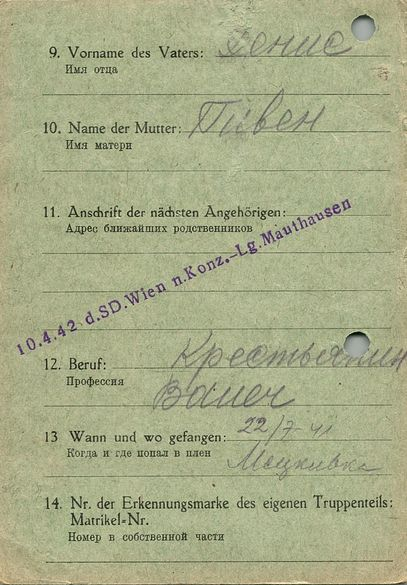 9. Vorname des Vaters: Денис
Имя отца
10. Name der Mutter: Пивен
Имя матери
11. Anschrift der nächsten Angehörigen:
Адрес ближайших родственников
10.4.42 d.SD.Wien n.Konz.-Lg.Mauthausen
12. Beruf: Крестьянин
Профессия
13 Wann und wo gefangen: 22/7 41
Когда и где попал в плен
14. Nr. der Erkennungsmarke des eigenen Truppenteils:
Matrikel=Nr.
Номер в собственной части